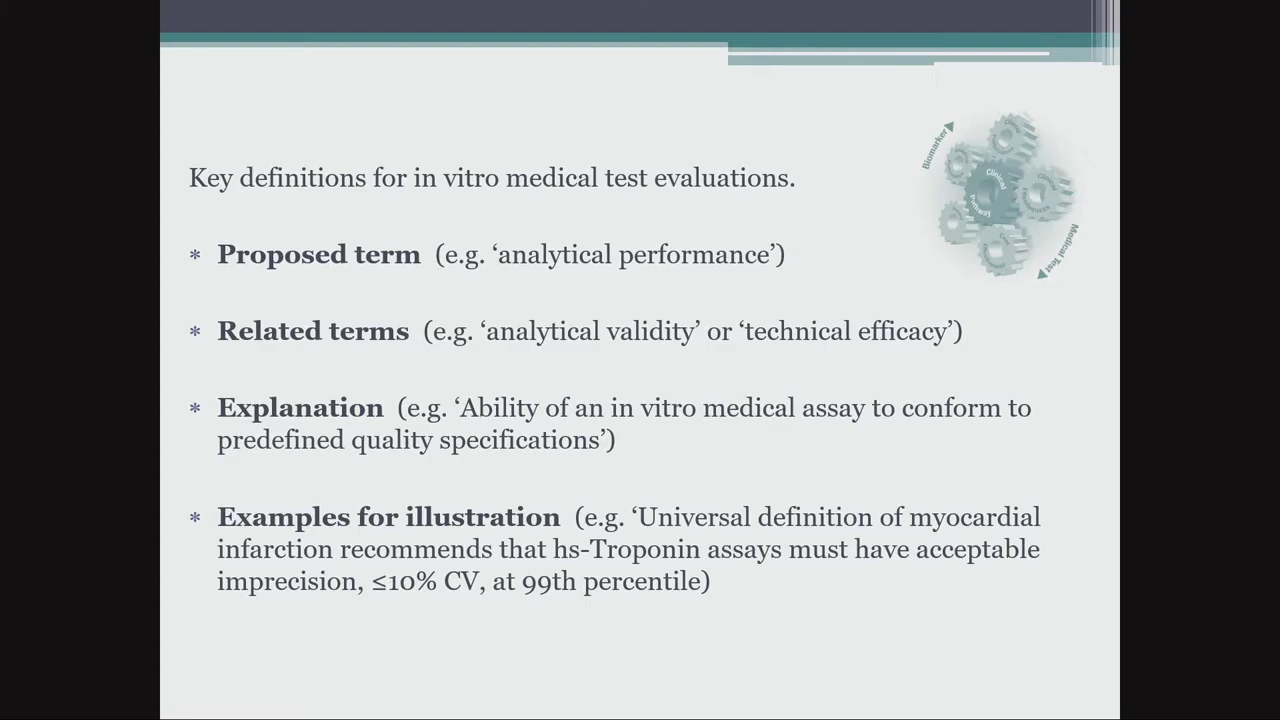 Key definitions for in vitro medical test evaluations.
* Proposed term (e.g. ‘analytical performance’)
* Related terms (e.g. ‘analytical validity’ or ‘technical efficacy’)
* Explanation (e.g. ‘Ability of an in vitro medical assay to conform to
predefined quality specifications’)
* Examples for illustration (e.g. ‘Universal definition of myocardial
infarction recommends that hs-Troponin assays must have acceptable
imprecision, ≤10% CV, at 99th percentile)
Biomarker
Clinical
Pathway
Medical Test